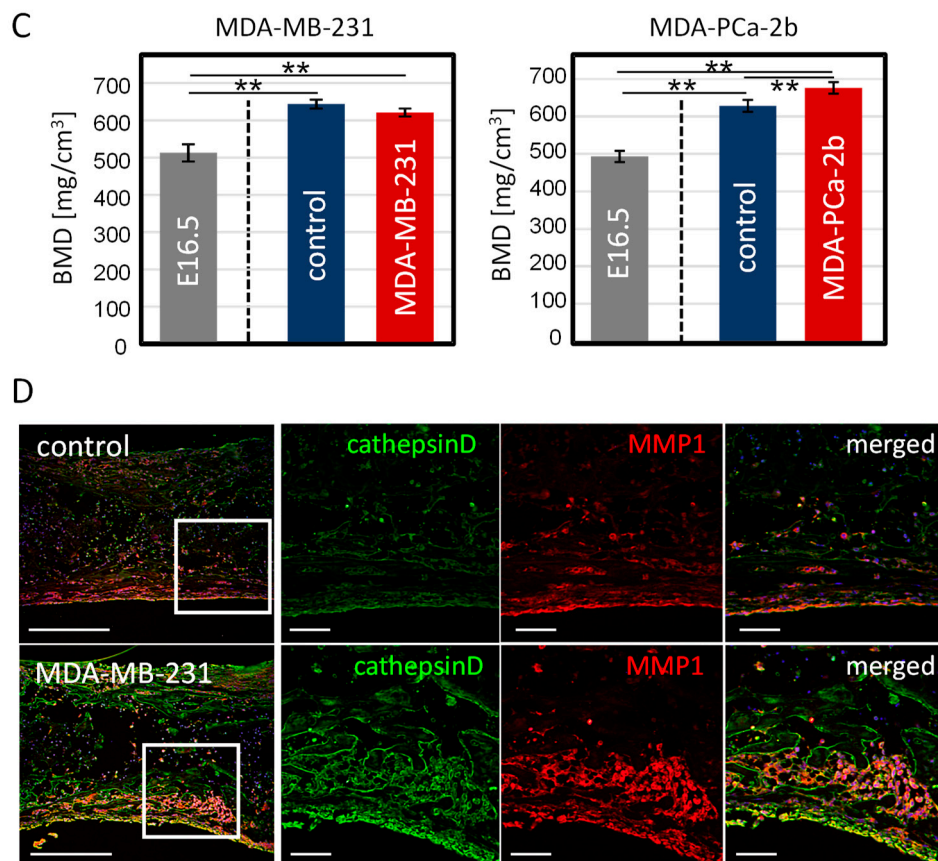 C
MDA-MB-231
BMD [mg/cm³]
700
600
500
400
300
200
100
0
**
**
E16.5
control
MDA-MB-231
MDA-PCa-2b
BMD [mg/cm³]
700
600
500
400
300
200
100
0
**
**
**
E16.5
control
MDA-PCa-2b
D
control
cathepsinD
MMP1
merged
MDA-MB-231
cathepsinD
MMP1
merged